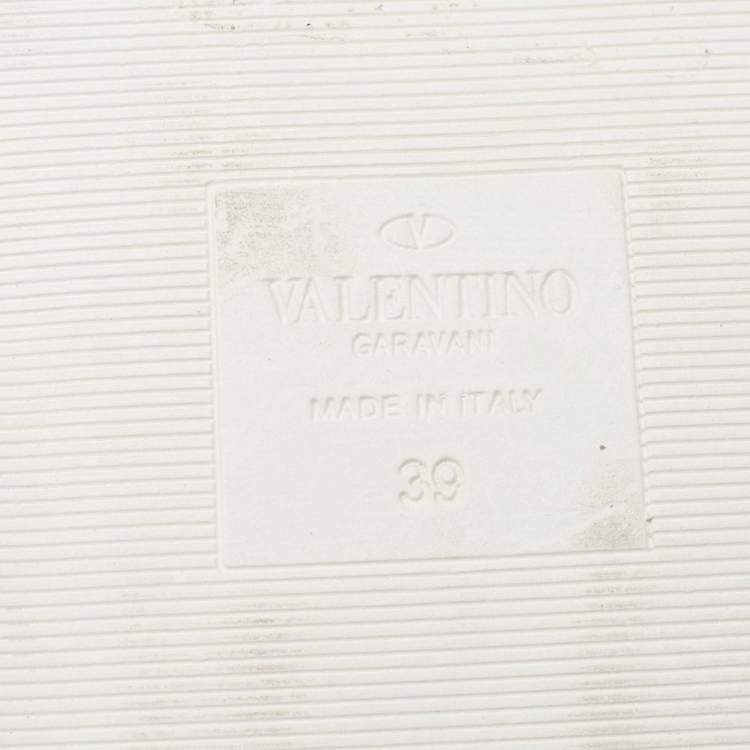 V
VALENTINO
GARAVANI
MADE IN ITALY
39